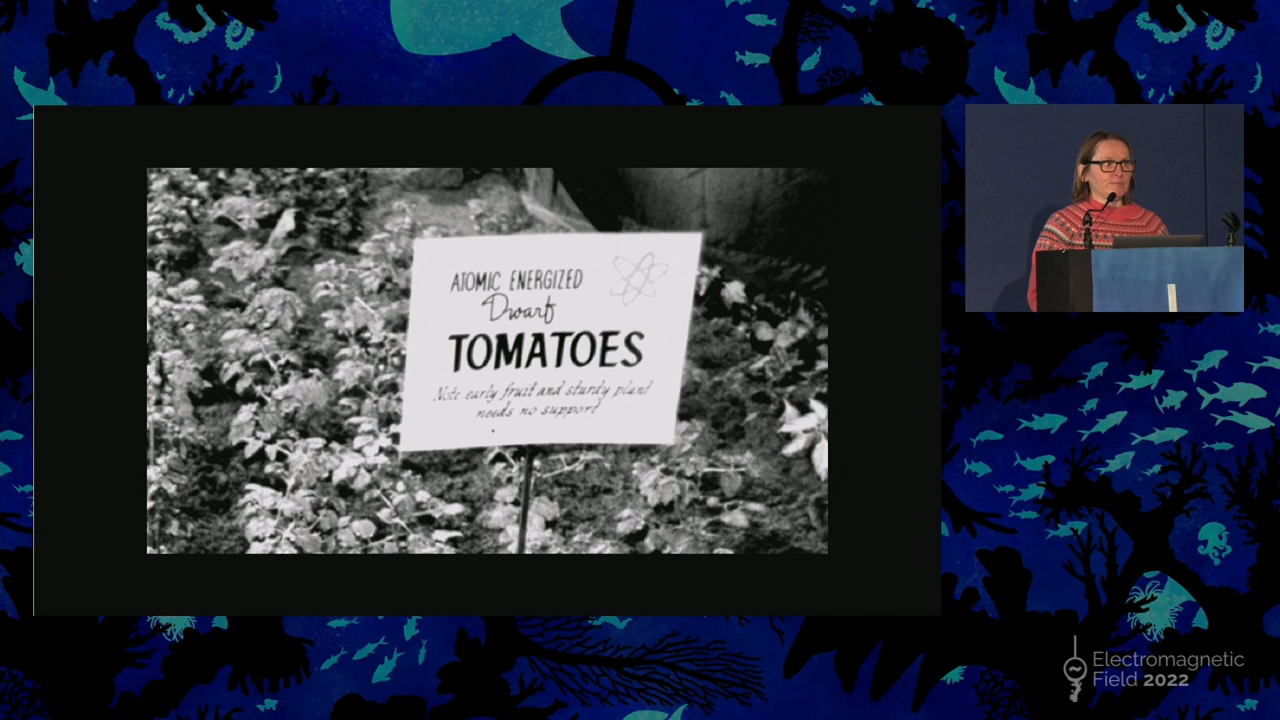 ATOMIC ENERGIZED
Dwarf
TOMATOES
Note early fruit and sturdy plant
needs no support
Electromagnetic
Field 2022